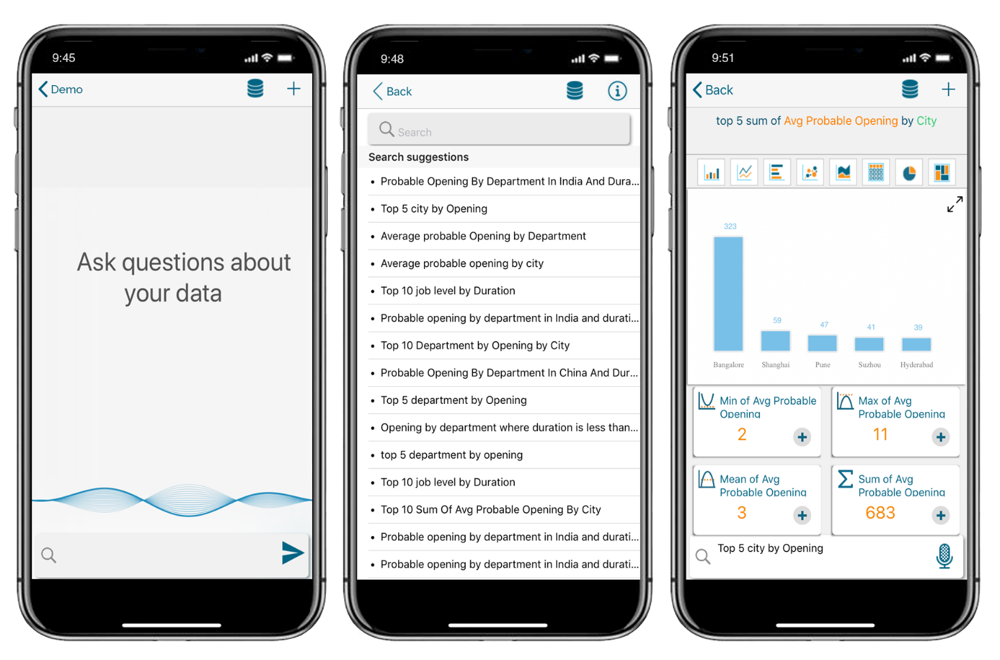 9:45
Demo
Ask questions about
your data
9:48
Back
Search
Search suggestions
• Probable Opening By Department In India And Dura...
• Top 5 city by Opening
• Average probable Opening by Department
• Average probable opening by city
• Top 10 job level by Duration
• Probable opening by department in India and durati...
• Top 10 Department by Opening by City
• Probable Opening By Department In China And Dur...
• Top 5 department by Opening
• Opening by department where duration is less than...
• top 5 department by opening
• Top 10 job level by Duration
• Top 10 Sum Of Avg Probable Opening By City
• Probable opening by department in India and durati...
• Probable opening by department in India and durati...
9:51
Back
top 5 sum of Avg Probable Opening by City
323
59
47
41
39
Bangalore Shanghai Pune Suzhou Hyderabad
Min of Avg Probable
Opening
2
Max of Avg
Probable Opening
11
Mean of Avg
Probable Opening
3
Sum of Avg
Probable Opening
683
Top 5 city by Opening